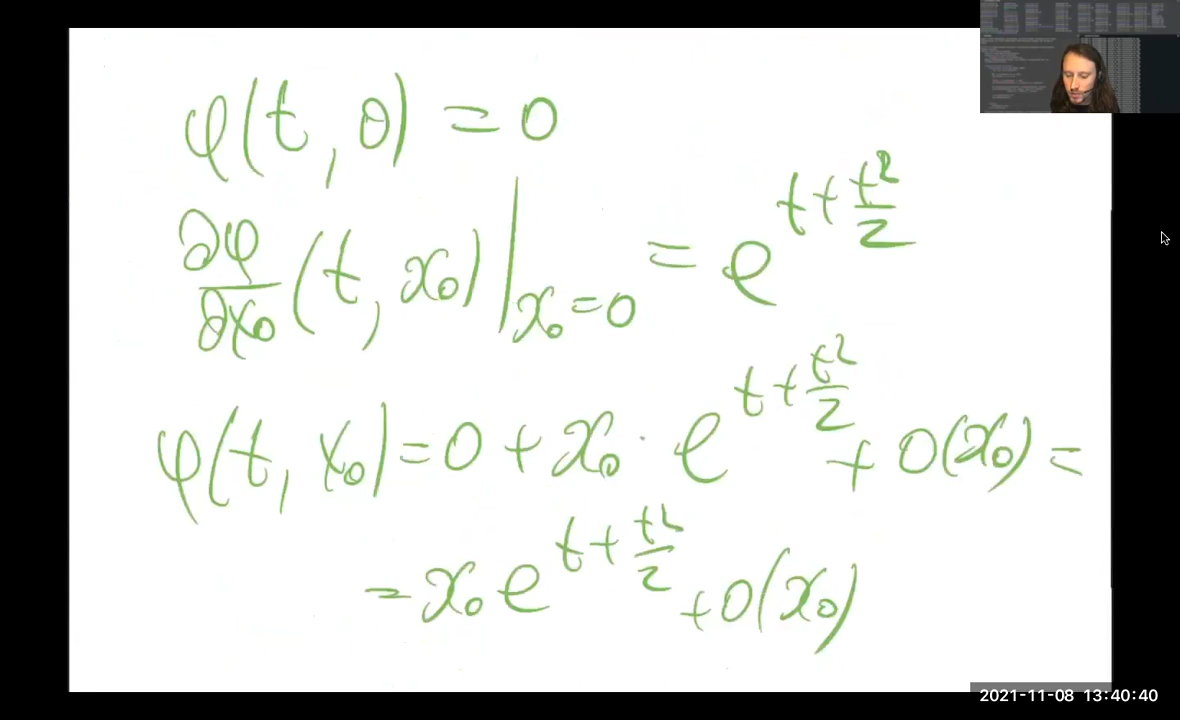 φ(t, 0) = 0
∂φ/∂x₀ (t, x₀)|ₓ₀₌₀ = e^(t + t²/2)
φ(t, x₀) = 0 + x₀ · e^(t + t²/2) + o(x₀) =
= x₀ e^(t + t²/2) + o(x₀)
2021-11-08 13:40:40